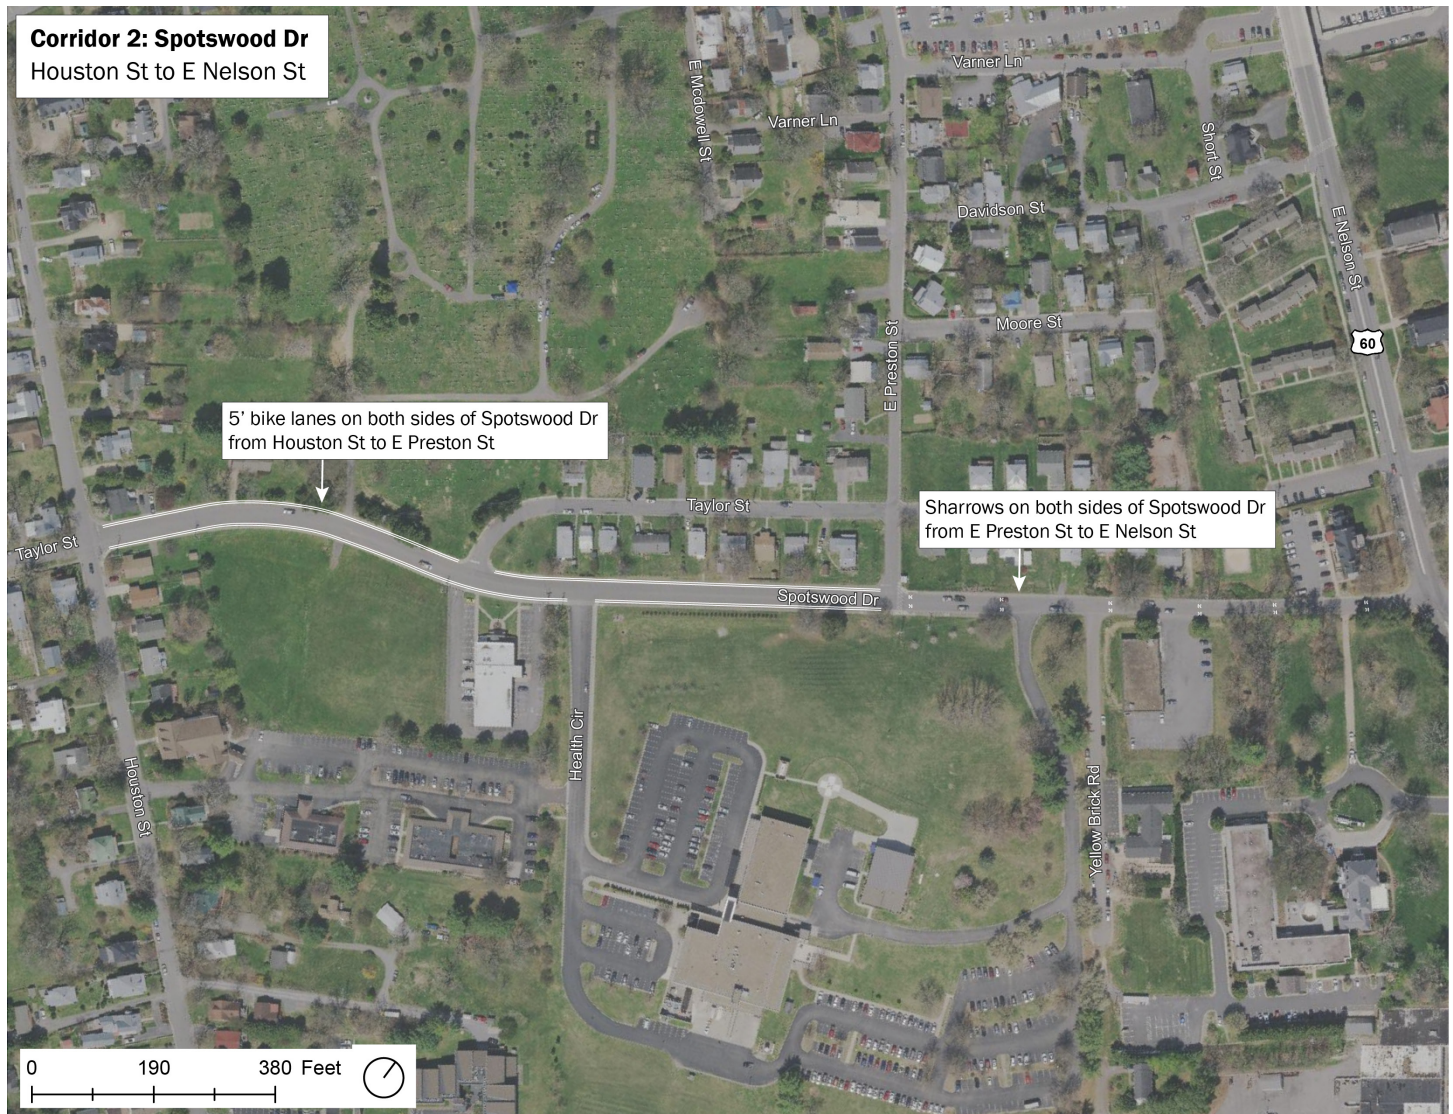 Corridor 2: Spotswood Dr
Houston St to E Nelson St
E Mcdowell St
Varner Ln
Varner Ln
Short St
Davidson St
E Nelson St
Moore St
E Preston St
60
5' bike lanes on both sides of Spotswood Dr
from Houston St to E Preston St
Taylor St
Sharrows on both sides of Spotswood Dr
from E Preston St to E Nelson St
Taylor St
Spotswood Dr
Health Cir
Houston St
Yellow Brick Rd
0 190 380 Feet